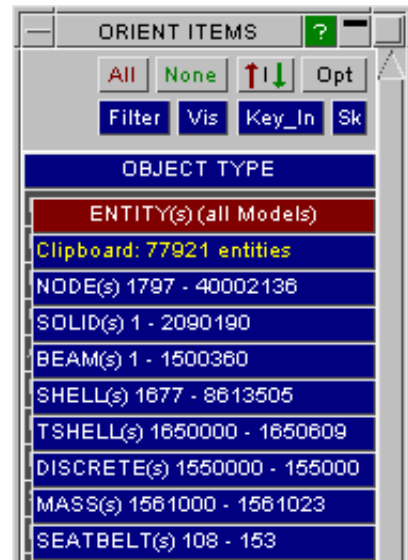 ORIENT ITEMS ?
All None Opt
Filter Vis Key_In Sk
OBJECT TYPE
ENTITY(s) (all Models)
Clipboard: 77921 entities
NODE(s) 1797 - 40002136
SOLID(s) 1 - 2090190
BEAM(s) 1 - 1500360
SHELL(s) 1677 - 8613505
TSHELL(s) 1650000 - 1650609
DISCRETE(s) 1550000 - 155000
MASS(s) 1561000 - 1561023
SEATBELT(s) 108 - 153